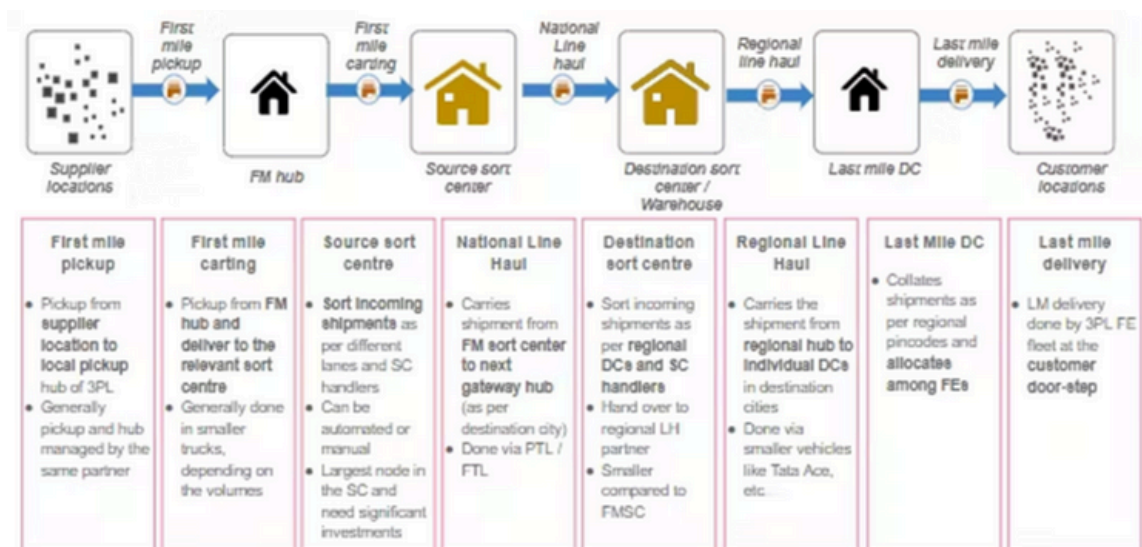 First
mile
pickup
First
mile
carting
National
Line
haul
Regional
line haul
Last mile
delivery
Supplier
locations
FM hub
Source sort
center
Destination sort
center /
Warehouse
Last mile DC
Customer
locations
First mile
pickup
• Pickup from
supplier
location to
local pickup
hub of 3PL
• Generally
pickup and hub
managed by the
same partner
First mile
carting
• Pickup from FM
hub and
deliver to the
relevant sort
centre
• Generally done
in smaller
trucks,
depending on
the volumes
Source sort
centre
• Sort incoming
shipments as
per different
lanes and SC
handlers
• Can be
automated or
manual
• Largest node in
the SC and
need significant
investments
National Line
Haul
• Carries
shipment from
FM sort center
to next
gateway hub
(as per
destination city)
• Done via PTL /
FTL
Destination
sort centre
• Sort incoming
shipments as
per regional
DCs and SC
handlers
• Hand over to
regional LH
partner
• Smaller
compared to
FMSC
Regional Line
Haul
• Carries the
shipment from
regional hub to
individual DCs
in destination
cities
• Done via
smaller vehicles
like Tata Ace,
etc
Last Mile DC
• Collates
shipments as
per regional
pincodes and
allocates
among FEs
Last mile
delivery
• LM delivery
done by 3PL FE
fleet at the
customer
door-step